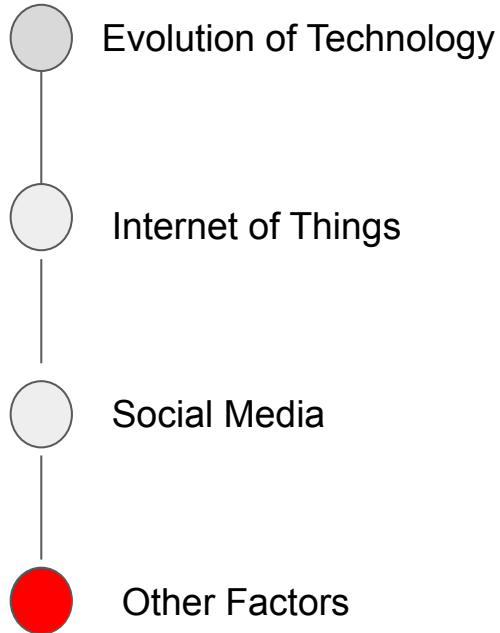 Evolution of Technology
Internet of Things
Social Media
Other Factors